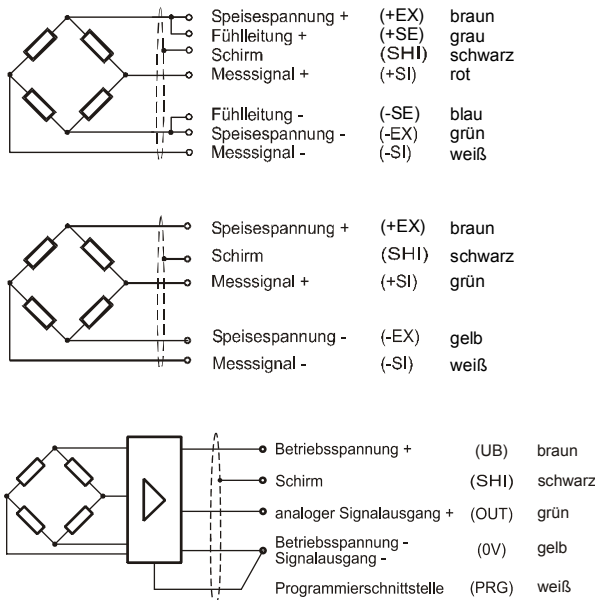 Speisespannung + (+EX) braun
Fühlleitung + (+SE) grau
Schirm (SHI) schwarz
Messsignal + (+SI) rot
Fühlleitung - (-SE) blau
Speisespannung - (-EX) grün
Messsignal - (-SI) weiß
Speisespannung + (+EX) braun
Schirm (SHI) schwarz
Messsignal + (+SI) grün
Speisespannung - (-EX) gelb
Messsignal - (-SI) weiß
Betriebsspannung + (UB) braun
Schirm (SHI) schwarz
analoger Signalausgang + (OUT) grün
Betriebsspannung -
Signalausgang - (0V) gelb
Programmierschnittstelle (PRG) weiß